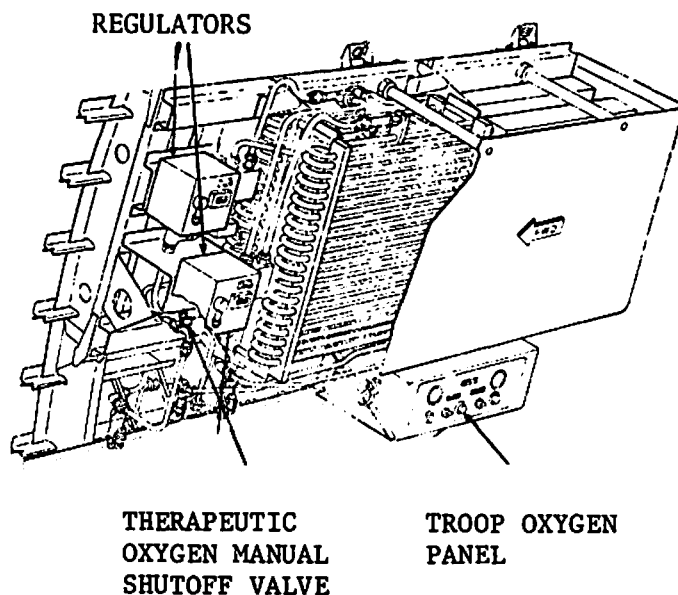 REGULATORS
THERAPEUTIC
OXYGEN MANUAL
SHUTOFF VALVE
TROOP OXYGEN
PANEL